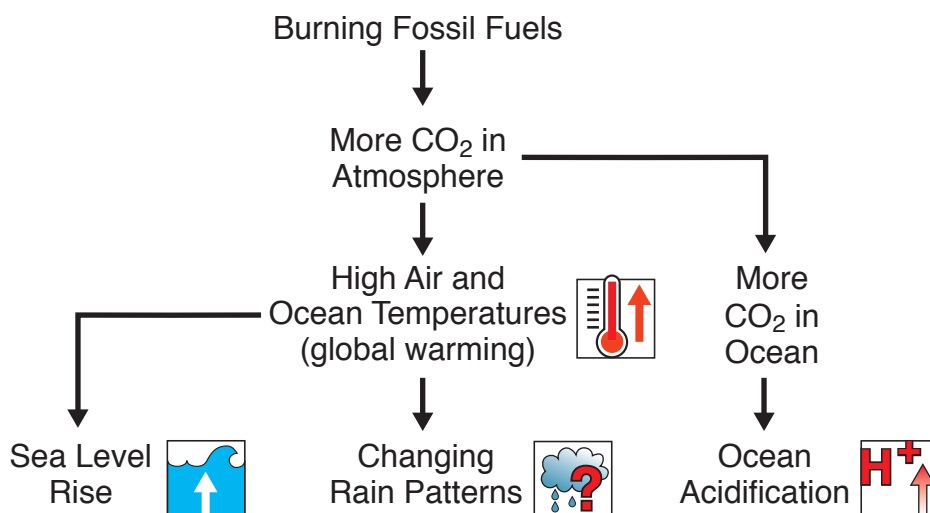 Burning Fossil Fuels
More CO₂ in
Atmosphere
High Air and
Ocean Temperatures
(global warming)
More
CO₂ in
Ocean
Sea Level
Rise
Changing
Rain Patterns
?
Ocean
Acidification
H+